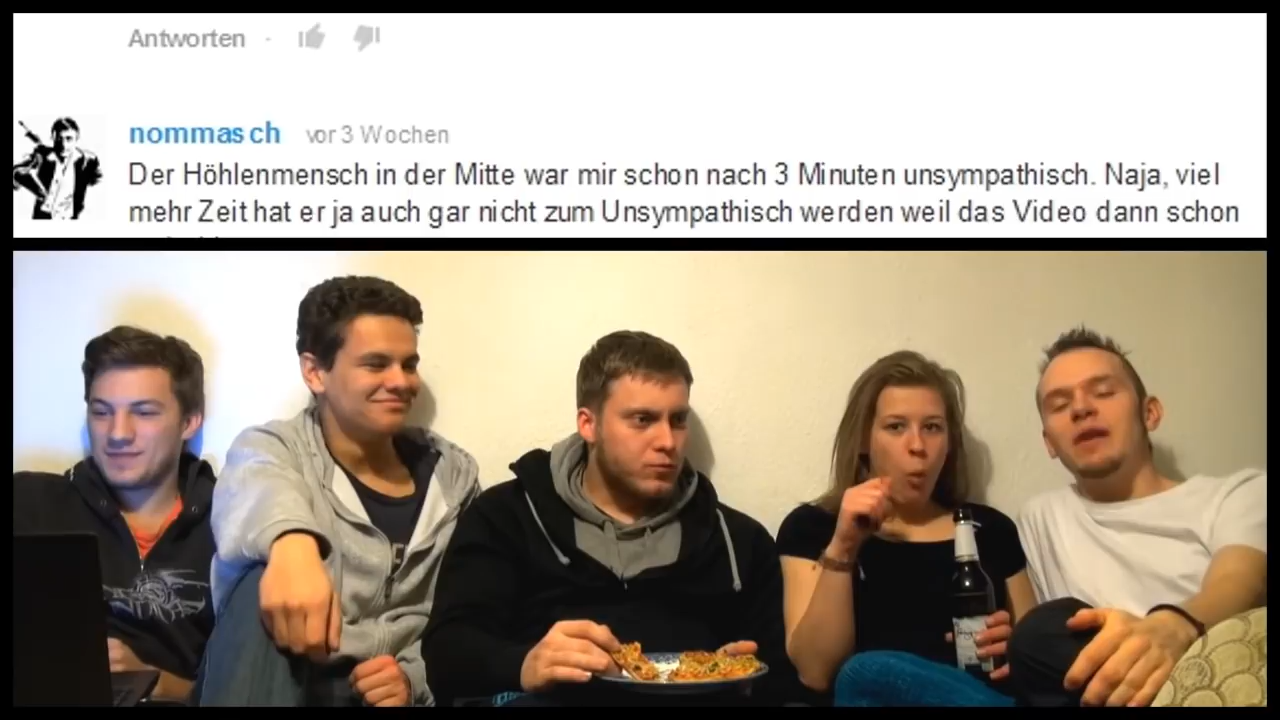 Antworten ·
nommasch vor 3 Wochen
Der Höhlenmensch in der Mitte war mir schon nach 3 Minuten unsympathisch. Naja, viel
mehr Zeit hat er ja auch gar nicht zum Unsympathisch werden weil das Video dann schon